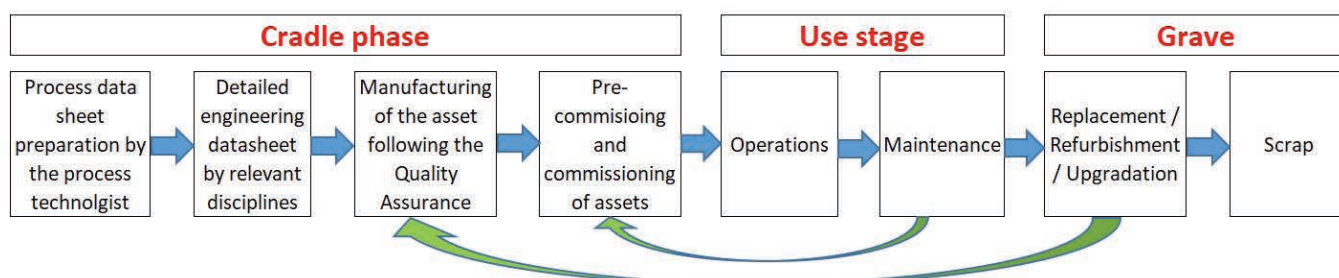 Cradle phase
Use stage
Grave
Process data
sheet
preparation by
the process
technolgist
Detailed
engineering
datasheet
by relevant
disciplines
Manufacturing
of the asset
following the
Quality
Assurance
Pre-
commisioing
and
commissioning
of assets
Operations
Maintenance
Replacement /
Refurbishment
/ Upgradation
Scrap